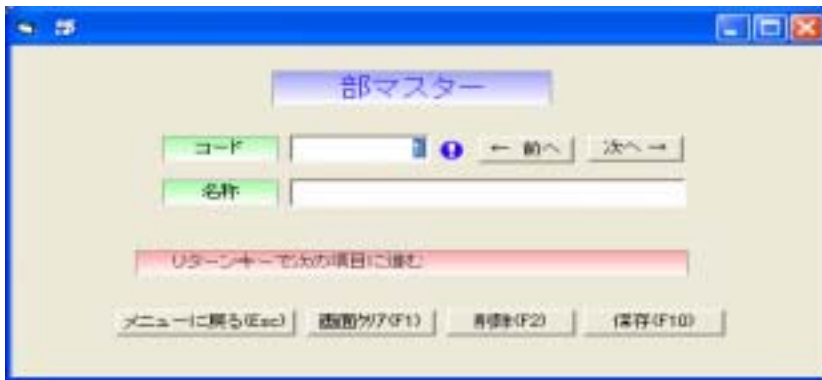 部
部マスター
コード ← 前へ 次へ →
名称
リターンキーで次の項目に進む
メニューに戻る(Esc) 画面クリア(F1) 削除(F2) 保存(F10)